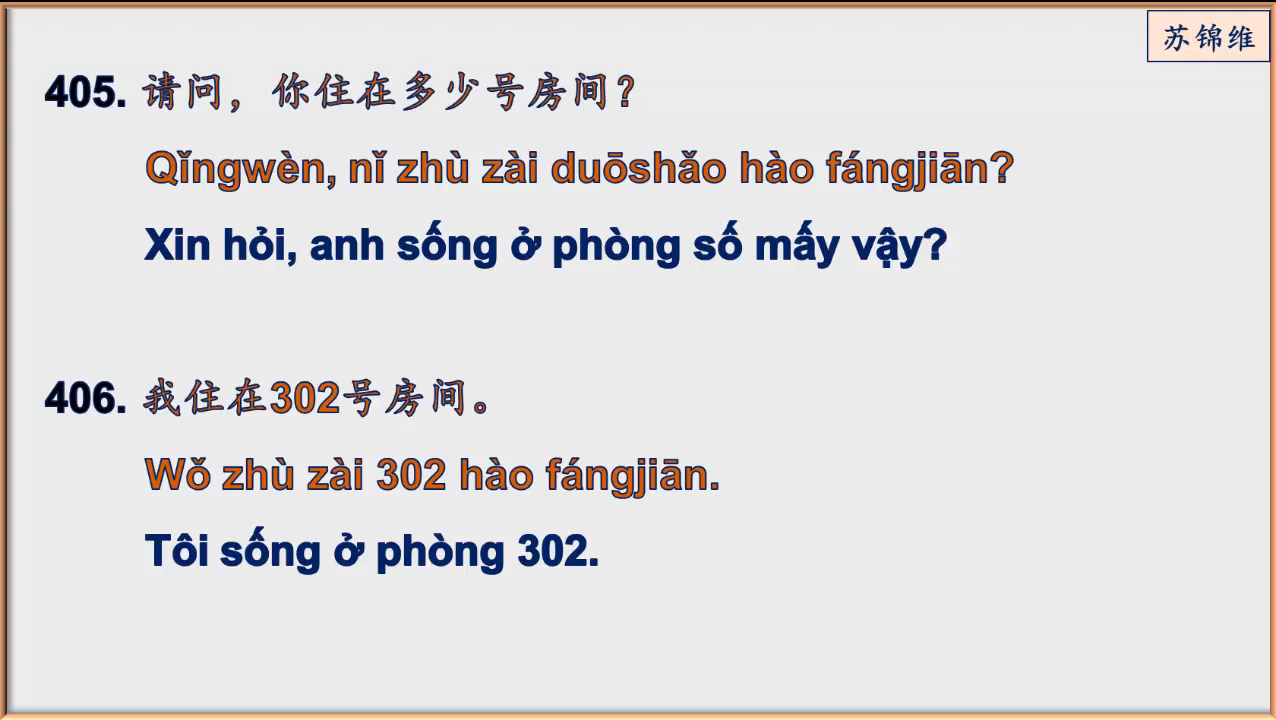 苏锦维
405. 请问，你住在多少号房间？
Qǐngwèn, nǐ zhù zài duōshǎo hào fángjiān?
Xin hỏi, anh sống ở phòng số mấy vậy?
406. 我住在302号房间。
Wǒ zhù zài 302 hào fángjiān.
Tôi sống ở phòng 302.